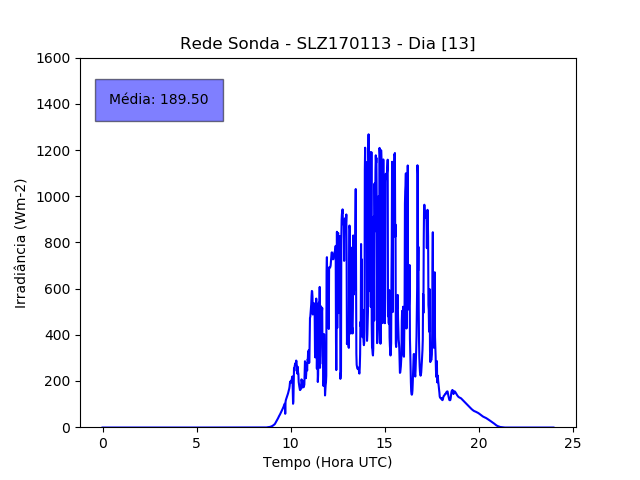 Rede Sonda - SLZ170113 - Dia [13]
Média: 189.50
Irradiância (Wm-2)
1600
1400
1200
1000
800
600
400
200
0
0 5 10 15 20 25
Tempo (Hora UTC)